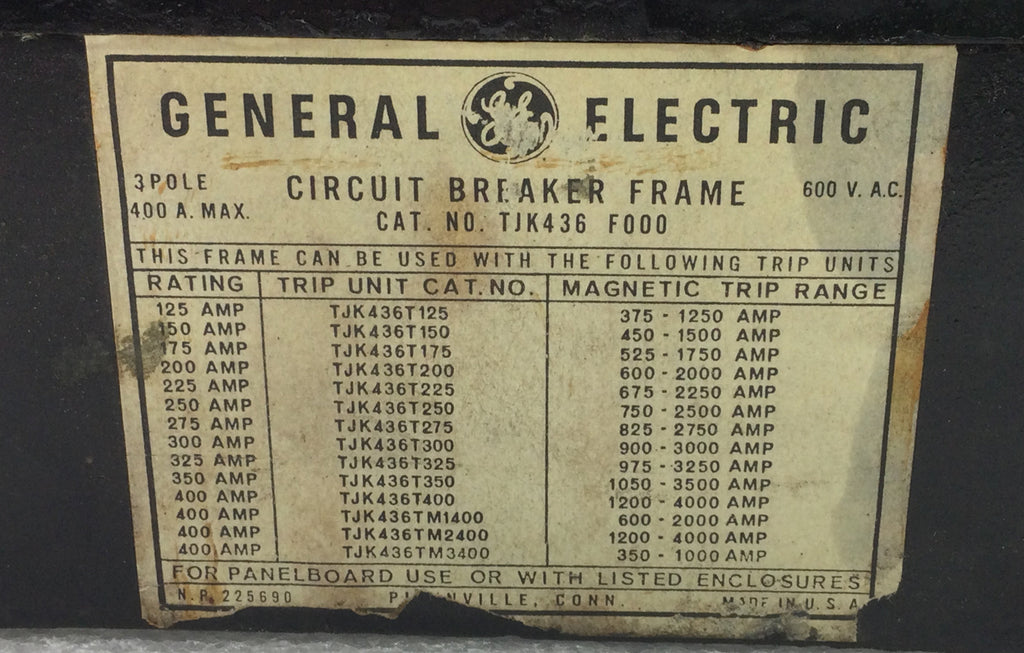 GENERAL ELECTRIC
3 POLE CIRCUIT BREAKER FRAME 600 V. A.C.
400 A. MAX. CAT. NO. TJK436 F000
THIS FRAME CAN BE USED WITH THE FOLLOWING TRIP UNITS
RATING TRIP UNIT CAT. NO. MAGNETIC TRIP RANGE
125 AMP TJK436T125 375 - 1250 AMP
150 AMP TJK436T150 450 - 1500 AMP
175 AMP TJK436T175 525 - 1750 AMP
200 AMP TJK436T200 600 - 2000 AMP
225 AMP TJK436T225 675 - 2250 AMP
250 AMP TJK436T250 750 - 2500 AMP
275 AMP TJK436T275 825 - 2750 AMP
300 AMP TJK436T300 900 - 3000 AMP
325 AMP TJK436T325 975 - 3250 AMP
350 AMP TJK436T350 1050 - 3500 AMP
400 AMP TJK436T400 1200 - 4000 AMP
400 AMP TJK436TM1400 600 - 2000 AMP
400 AMP TJK436TM2400 1200 - 4000 AMP
400 AMP TJK436TM3400 350 - 1000 AMP
FOR PANELBOARD USE OR WITH LISTED ENCLOSURES
N.P. 225690 CONN. MADE IN U.S.A.